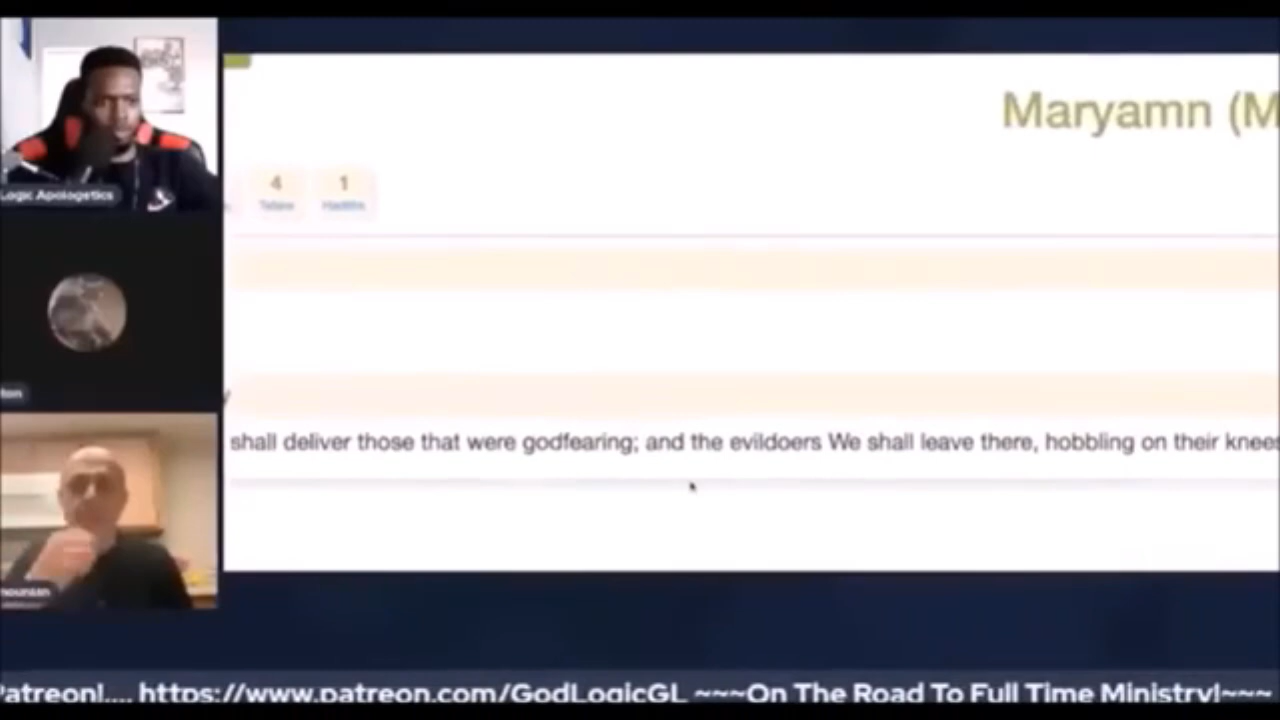 Maryamn (M
4 1
Tafsirs Hadiths
Logic Apologetics
shall deliver those that were godfearing; and the evildoers We shall leave there, hobbling on their knees
nounian
Patreon!.... https://www.patreon.com/GodLogicGL ~~~On The Road To Full Time Ministry!~~~